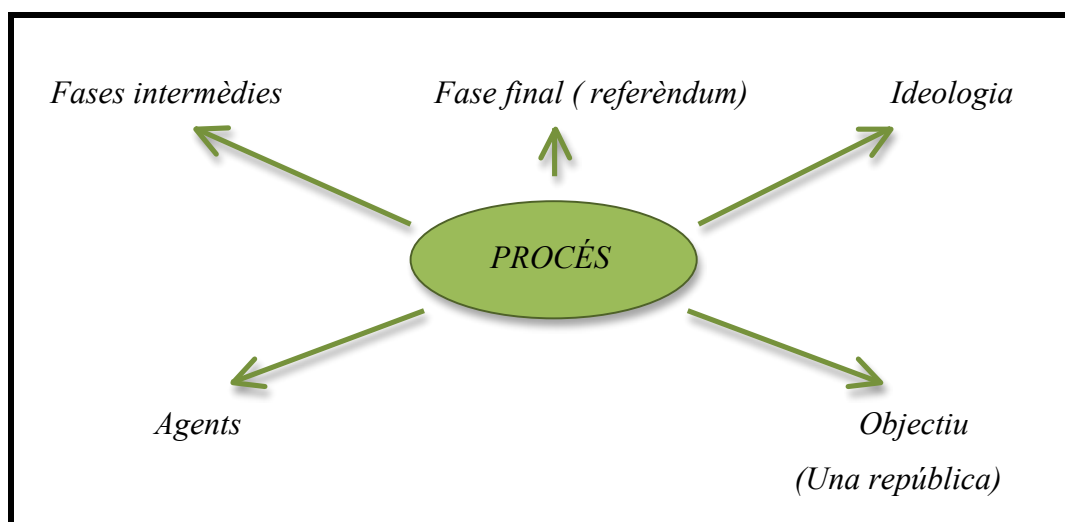 Fases intermèdies
Fase final ( referèndum)
Ideologia
PROCÉS
Agents
Objectiu
(Una república)